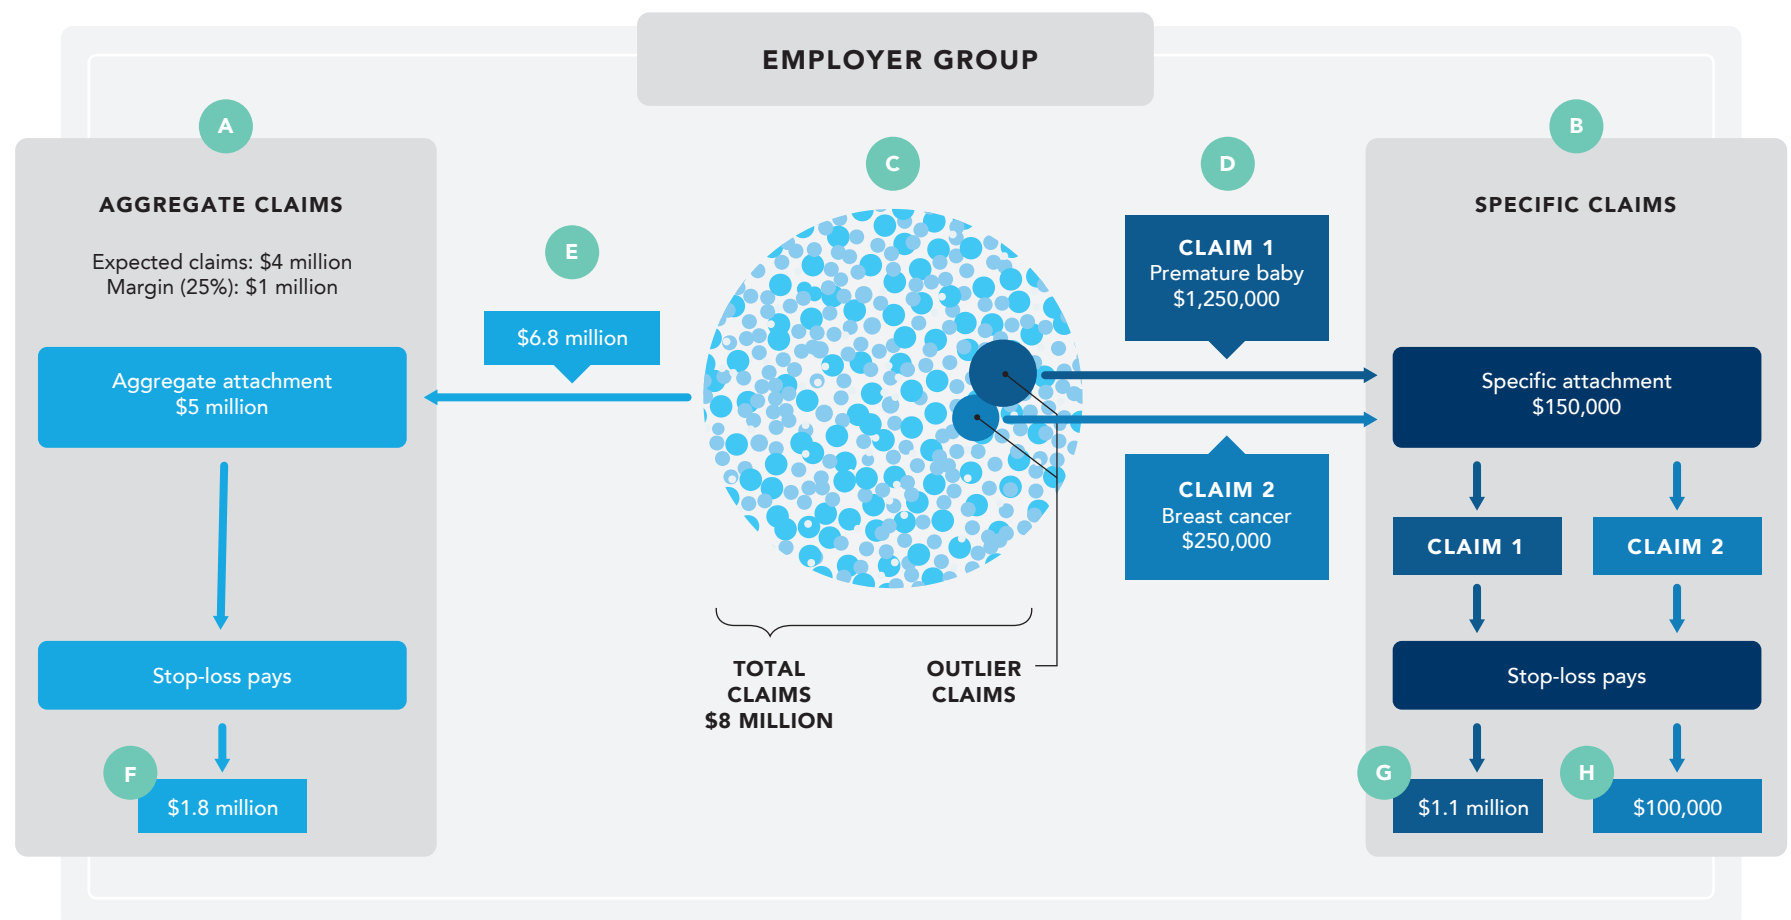 EMPLOYER GROUP
A
AGGREGATE CLAIMS
Expected claims: $4 million
Margin (25%): $1 million
Aggregate attachment
$5 million
Stop-loss pays
F
$1.8 million
E
$6.8 million
C
TOTAL
CLAIMS
$8 MILLION
OUTLIER
CLAIMS
D
CLAIM 1
Premature baby
$1,250,000
CLAIM 2
Breast cancer
$250,000
B
SPECIFIC CLAIMS
Specific attachment
$150,000
CLAIM 1
CLAIM 2
Stop-loss pays
G
$1.1 million
H
$100,000